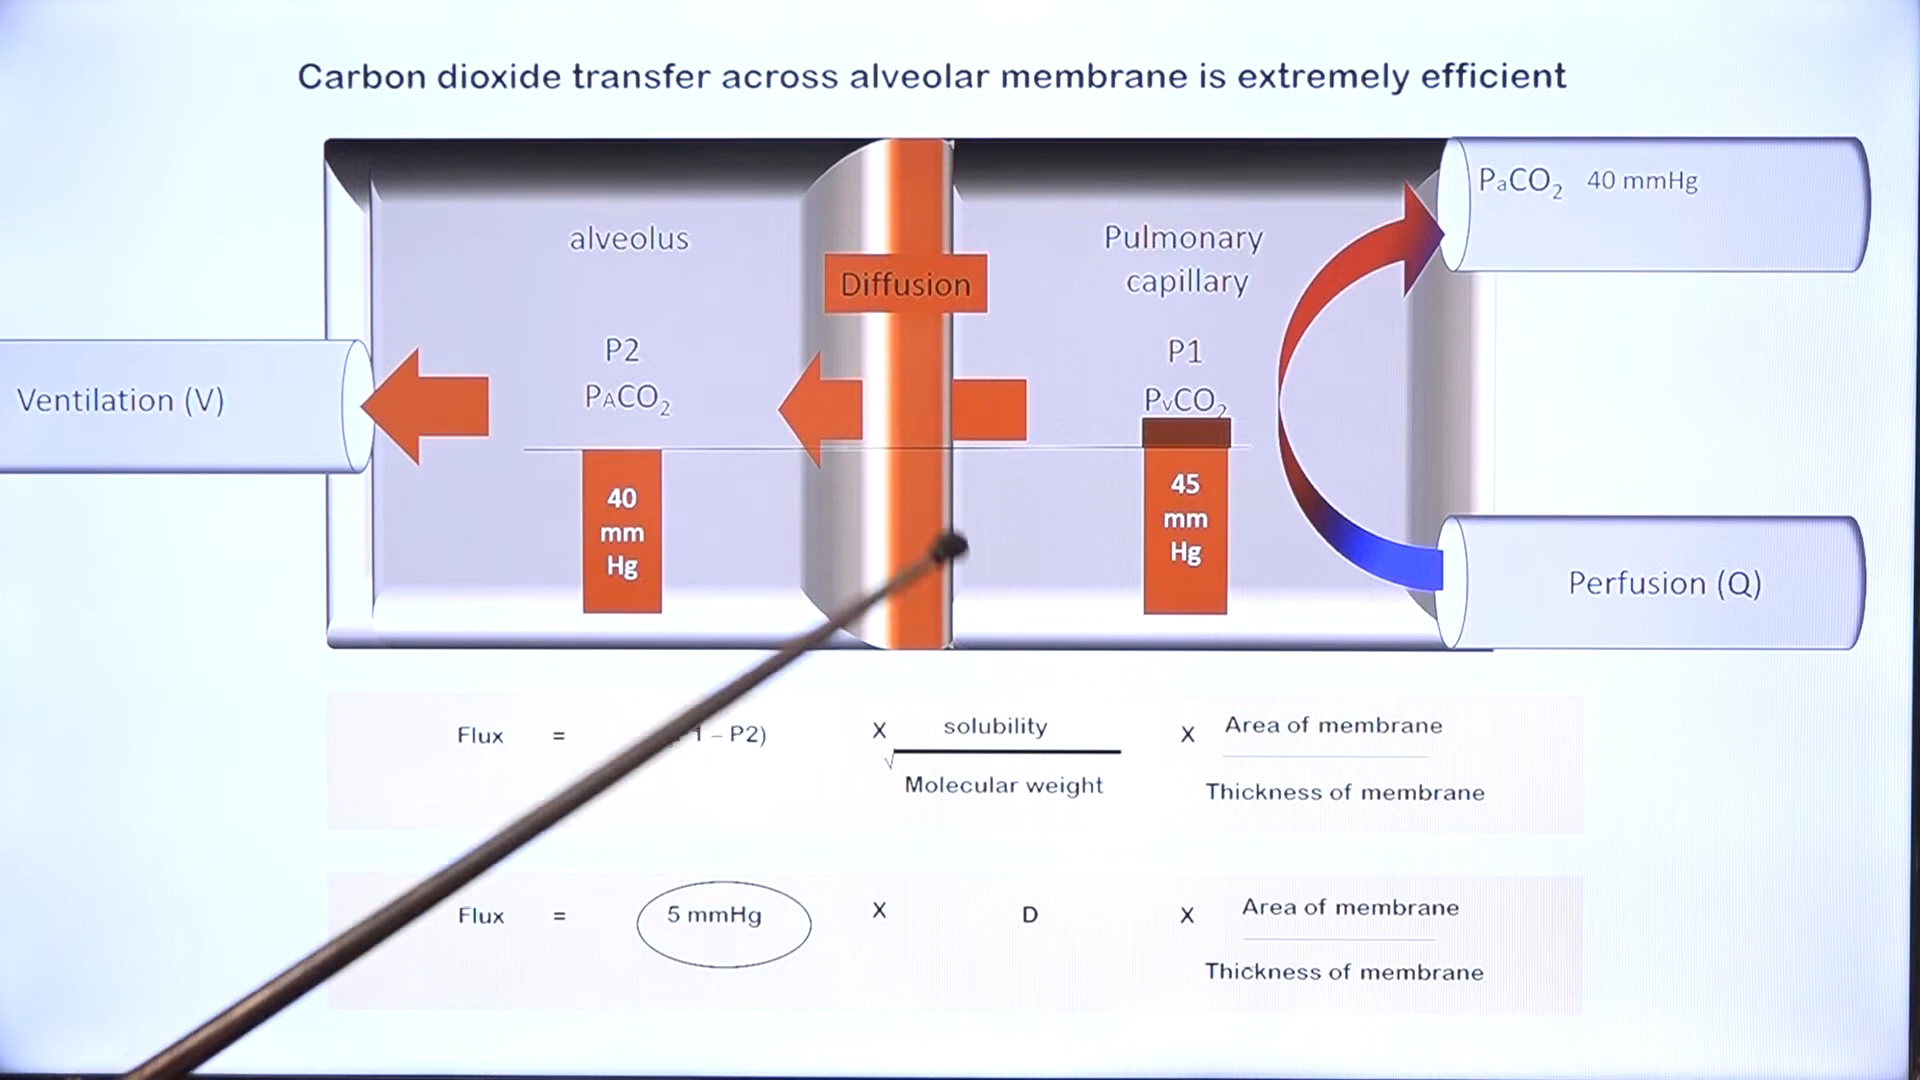 Carbon dioxide transfer across alveolar membrane is extremely efficient
PaCO2 40 mmHg
alveolus
Pulmonary
capillary
Diffusion
P2
PACO2
P1
PvCO2
Ventilation (V)
40
mm
Hg
45
mm
Hg
Perfusion (Q)
Flux = – P2) X solubility X Area of membrane
√ Molecular weight Thickness of membrane
Flux = 5 mmHg X D X Area of membrane
Thickness of membrane